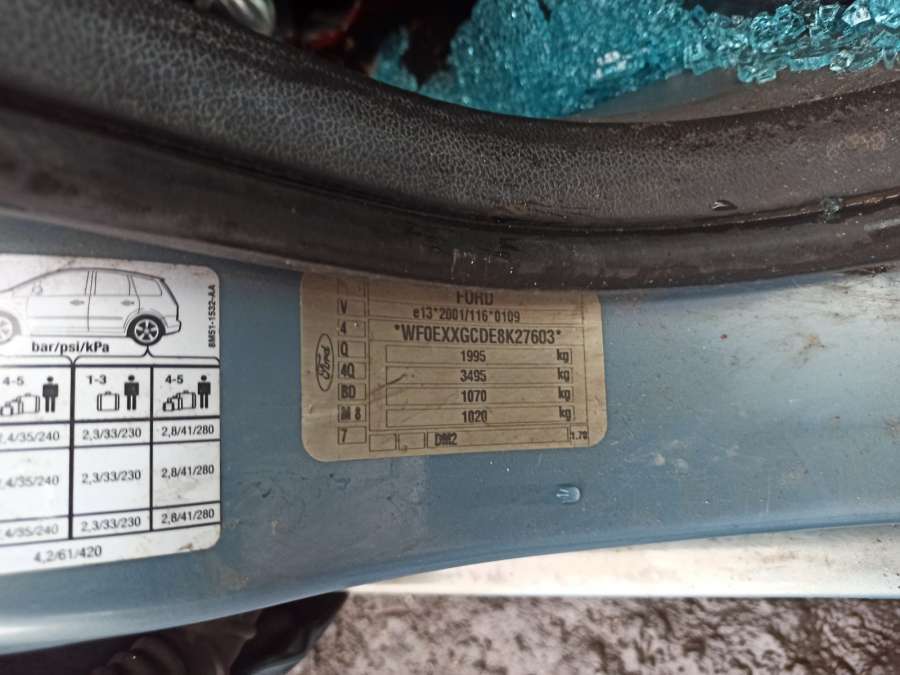 FORD
e13*2001/116*0109
*WF0EXXGCDE8K27603*
V
4
Q
4Q
BD
M 8
7
Ford
1995 kg
3495 kg
1070 kg
1020 kg
DM2
1.70
8M51-1532-AA
bar/psi/kPa
4-5 1-3 4-5
,4/35/240 2,3/33/230 2,8/41/280
,4/35/240 2,3/33/230 2,8/41/280
,4/35/240 2,3/33/230 2,8/41/280
4,2/61/420